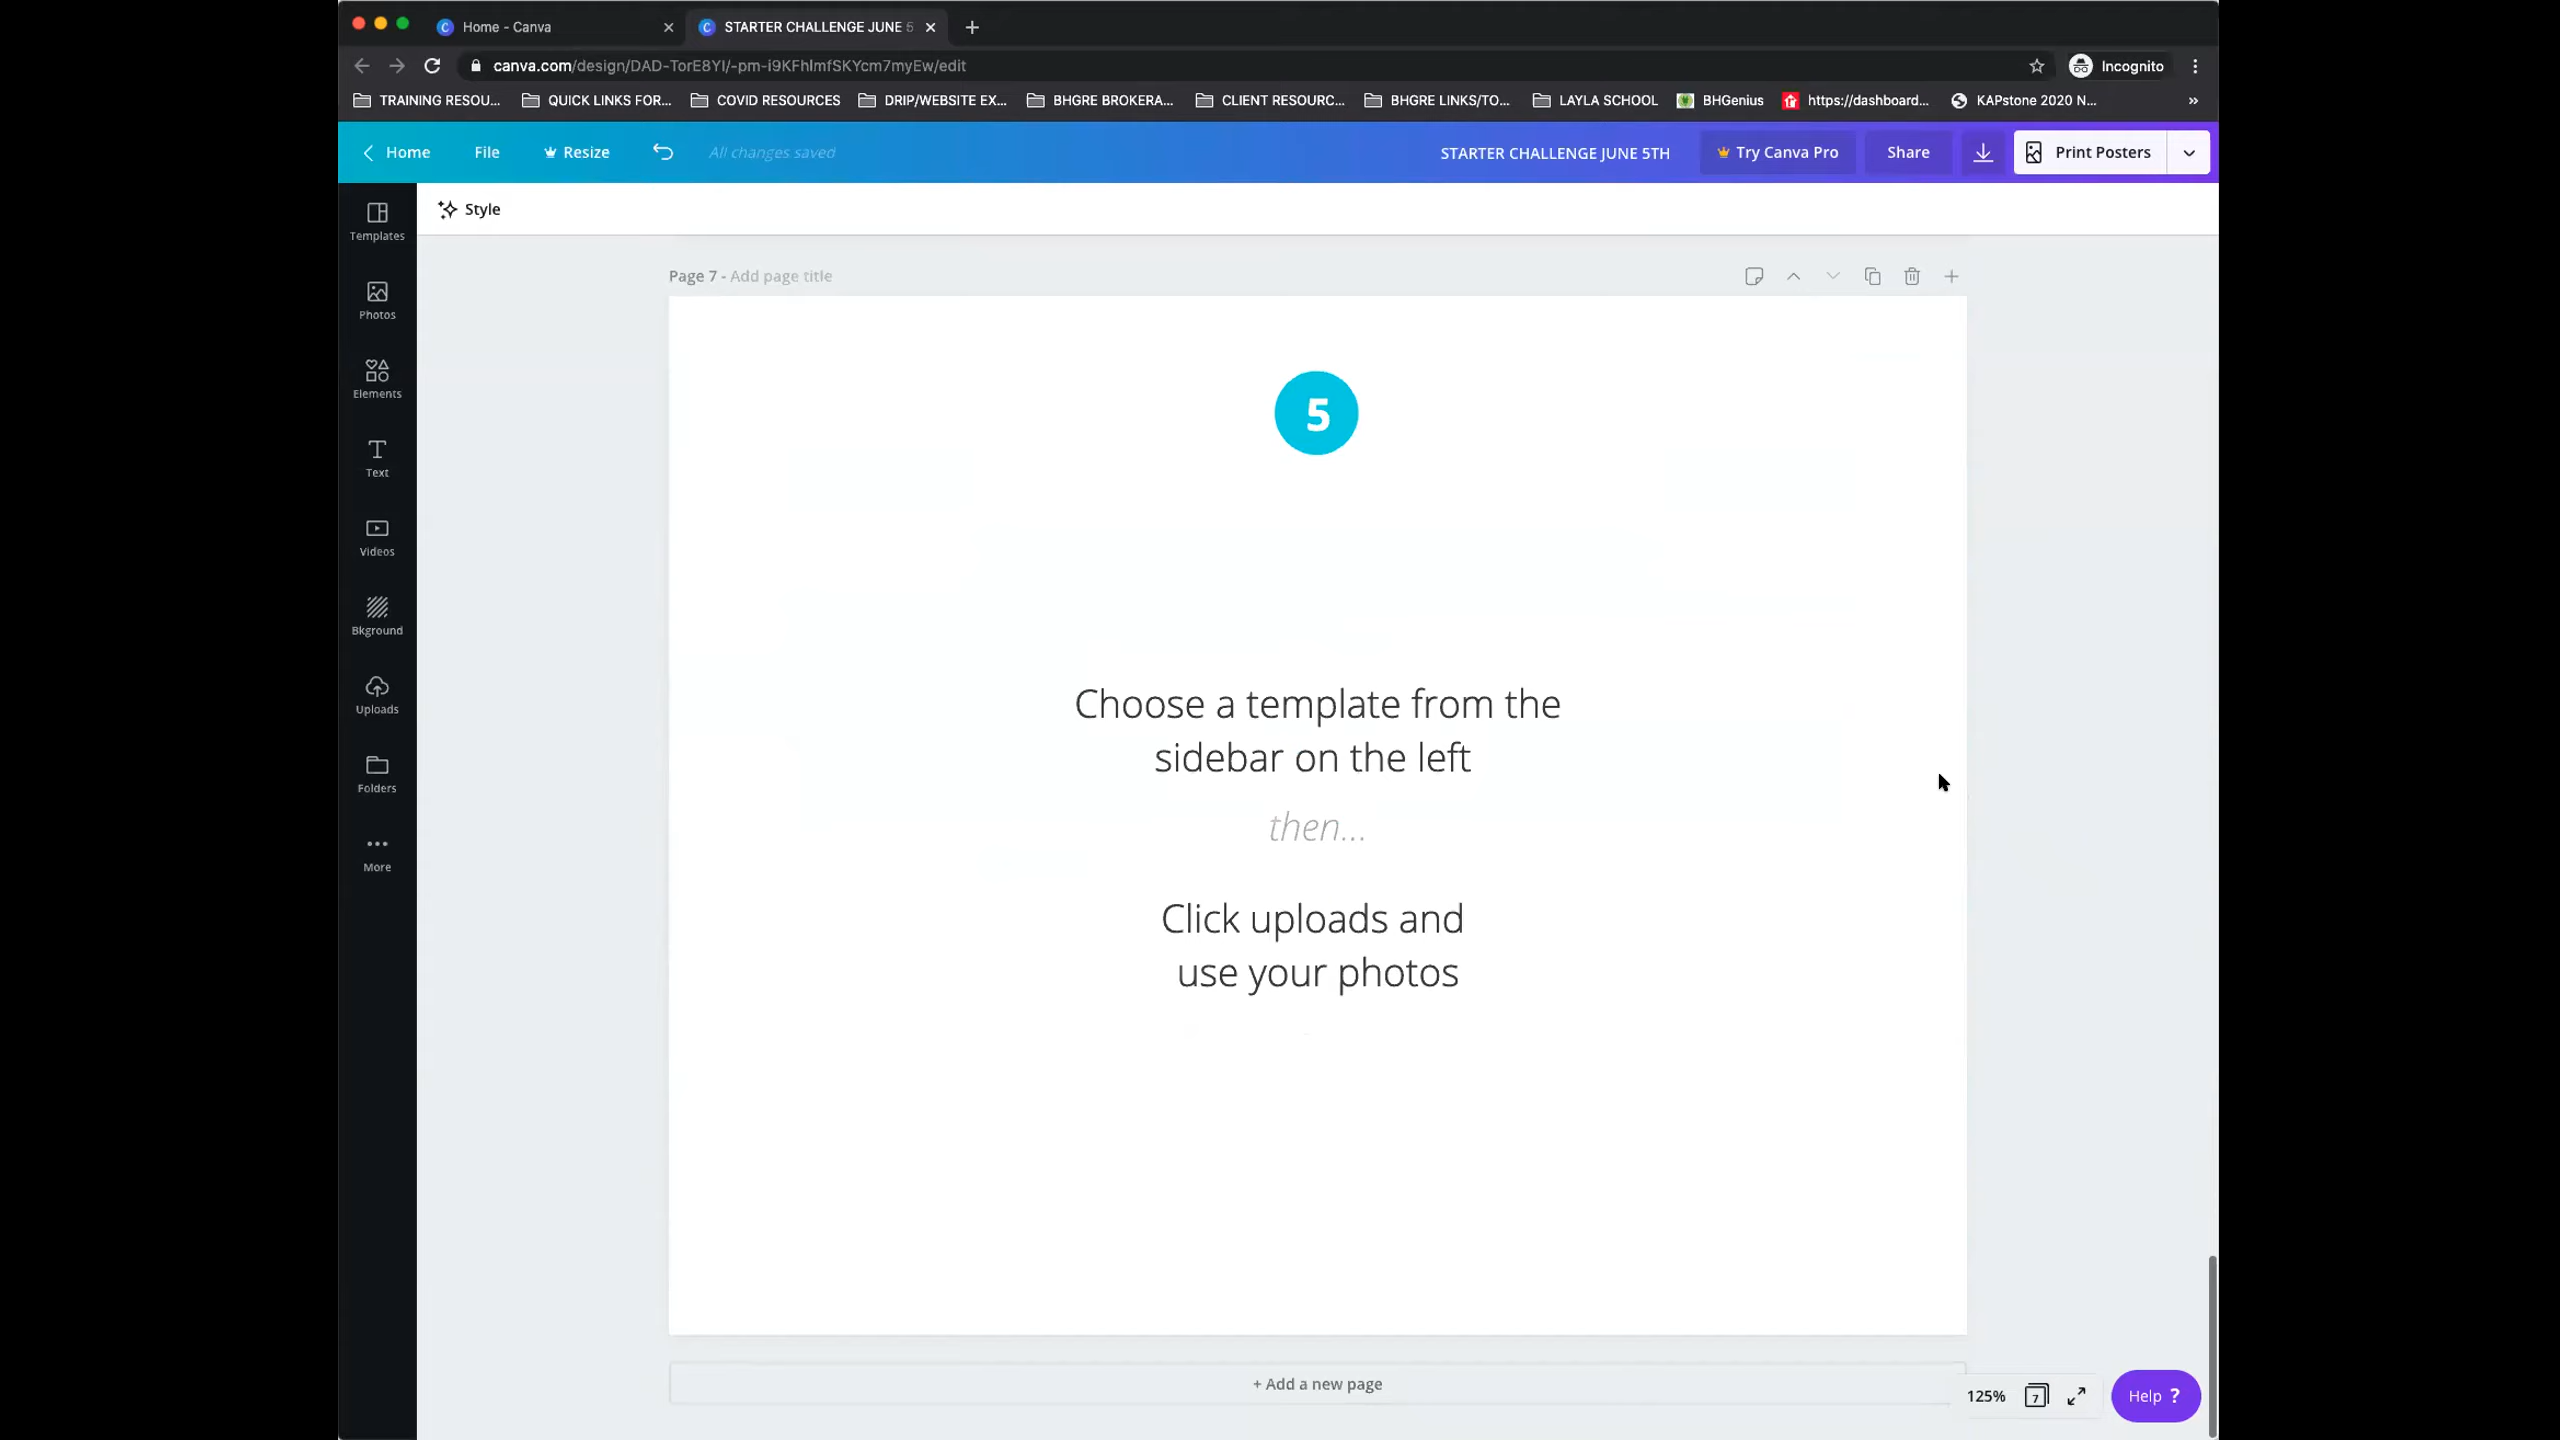 Home - Canva
STARTER CHALLENGE JUNE 5
canva.com/design/DAD-TorE8YI/-pm-i9KFhlmfSKYcm7myEw/edit
Incognito
TRAINING RESOU...
QUICK LINKS FOR...
COVID RESOURCES
DRIP/WEBSITE EX...
BHGRE BROKERA...
CLIENT RESOURC...
BHGRE LINKS/TO...
LAYLA SCHOOL
BHGenius
https://dashboard...
KAPstone 2020 N...
»
Home
File
Resize
All changes saved
STARTER CHALLENGE JUNE 5TH
Try Canva Pro
Share
Print Posters
Style
Templates
Photos
Elements
Text
Videos
Bkground
Uploads
Folders
More
Page 7 - Add page title
5
Choose a template from the
sidebar on the left
then...
Click uploads and
use your photos
+ Add a new page
125%
7
Help ?